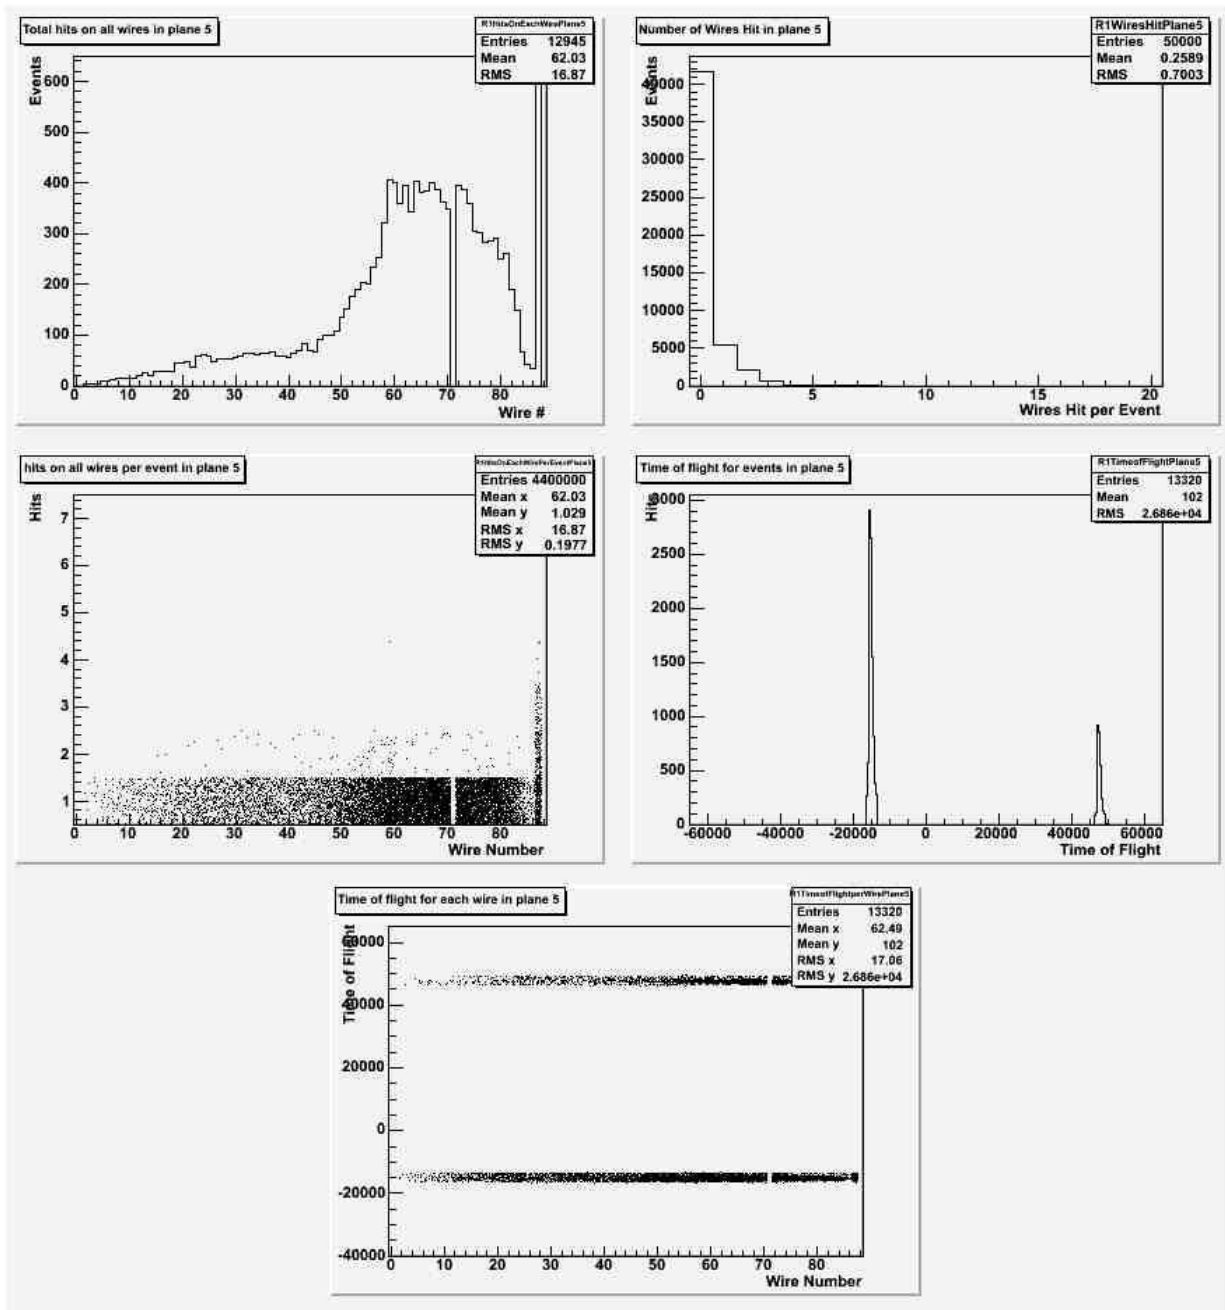 Total hits on all wires in plane 5
R1HitsOnEachWirePlane5
Entries 12945
Mean 62.03
RMS 16.87
Events
600
500
400
300
200
100
0
0 10 20 30 40 50 60 70 80
Wire #
Number of Wires Hit in plane 5
R1WiresHitPlane5
Entries 50000
Mean 0.2589
RMS 0.7003
Events
40000
35000
30000
25000
20000
15000
10000
5000
0
0 5 10 15 20
Wires Hit per Event
hits on all wires per event in plane 5
R1HitsOnEachWirePerEventPlane5
Entries 4400000
Mean x 62.03
Mean y 1.029
RMS x 16.87
RMS y 0.1977
Hits
7
6
5
4
3
2
1
0 10 20 30 40 50 60 70 80
Wire Number
Time of flight for events in plane 5
R1TimeofFlightPlane5
Entries 13320
Mean 102
RMS 2.686e+04
Hits
3000
2500
2000
1500
1000
500
0
-60000 -40000 -20000 0 20000 40000 60000
Time of Flight
Time of flight for each wire in plane 5
R1TimeofFlightperWirePlane5
Entries 13320
Mean x 62.49
Mean y 102
RMS x 17.06
RMS y 2.686e+04
Time of Flight
60000
40000
20000
0
-20000
-40000
0 10 20 30 40 50 60 70 80
Wire Number